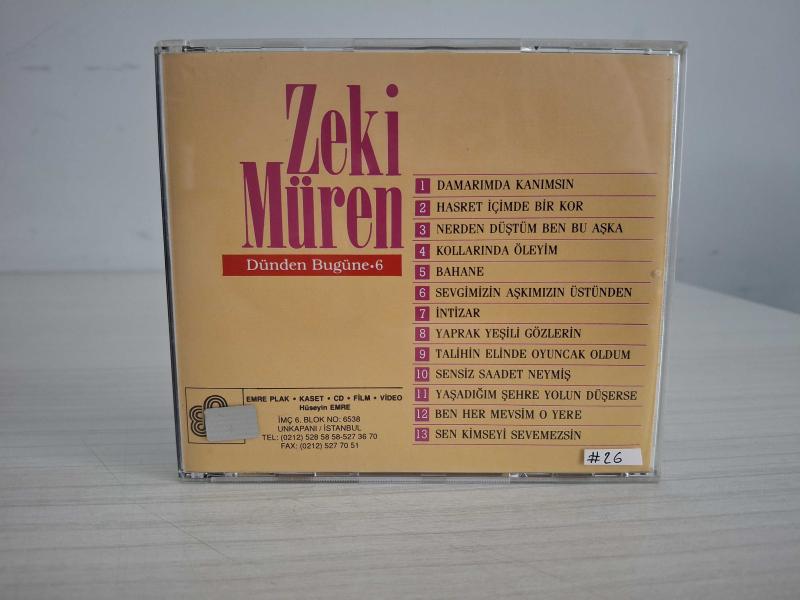 Zeki
Müren
Dünden Bugüne•6
1 DAMARIMDA KANIMSIN
2 HASRET İÇİMDE BİR KOR
3 NERDEN DÜŞTÜM BEN BU AŞKA
4 KOLLARINDA ÖLEYİM
5 BAHANE
6 SEVGİMİZİN AŞKIMIZIN ÜSTÜNDEN
7 İNTİZAR
8 YAPRAK YEŞİLİ GÖZLERİN
9 TALİHİN ELİNDE OYUNCAK OLDUM
10 SENSİZ SAADET NEYMİŞ
11 YAŞADIĞIM ŞEHRE YOLUN DÜŞERSE
12 BEN HER MEVSİM O YERE
13 SEN KİMSEYİ SEVEMEZSİN
EMRE PLAK • KASET • CD • FİLM • VİDEO
Hüseyin EMRE
İMÇ 6. BLOK NO: 6538
UNKAPANI / İSTANBUL
TEL: (0212) 528 58 58-527 36 70
FAX: (0212) 527 70 51
#26